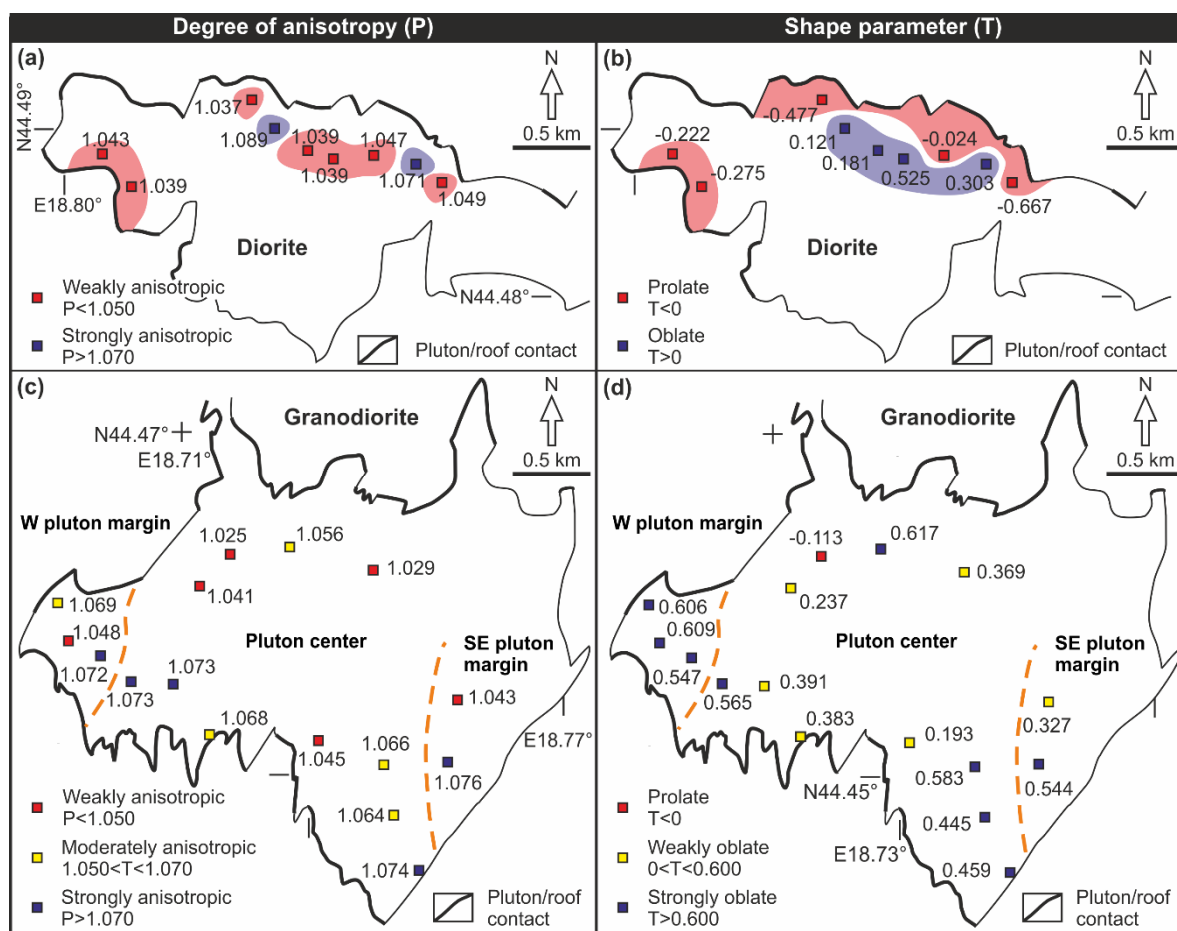 Degree of anisotropy (P)
Shape parameter (T)
(a)
N
0.5 km
N44.49°
1.037
1.089
1.043
1.039
1.047
1.039
1.039
1.071
1.049
E18.80°
Diorite
N44.48°
Weakly anisotropic
P<1.050
Strongly anisotropic
P>1.070
Pluton/roof contact
(b)
N
0.5 km
-0.477
-0.222
0.121
-0.024
-0.275
0.181
0.525
0.303
-0.667
Diorite
Prolate
T<0
Oblate
T>0
Pluton/roof contact
(c)
Granodiorite
N
0.5 km
N44.47°
E18.71°
W pluton margin
1.025
1.056
1.029
1.041
1.069
1.048
Pluton center
SE pluton
margin
1.072
1.073
1.073
1.043
1.068
E18.77°
1.045
1.066
1.076
1.064
1.074
Weakly anisotropic
P<1.050
Moderately anisotropic
1.050<T<1.070
Strongly anisotropic
P>1.070
Pluton/roof
contact
(d)
Granodiorite
N
0.5 km
W pluton margin
-0.113
0.617
0.369
0.237
0.606
0.609
Pluton center
SE pluton
margin
0.547
0.565
0.391
0.327
0.383
0.193
0.583
0.544
N44.45°
0.445
E18.73°
0.459
Prolate
T<0
Weakly oblate
0<T<0.600
Strongly oblate
T>0.600
Pluton/roof
contact